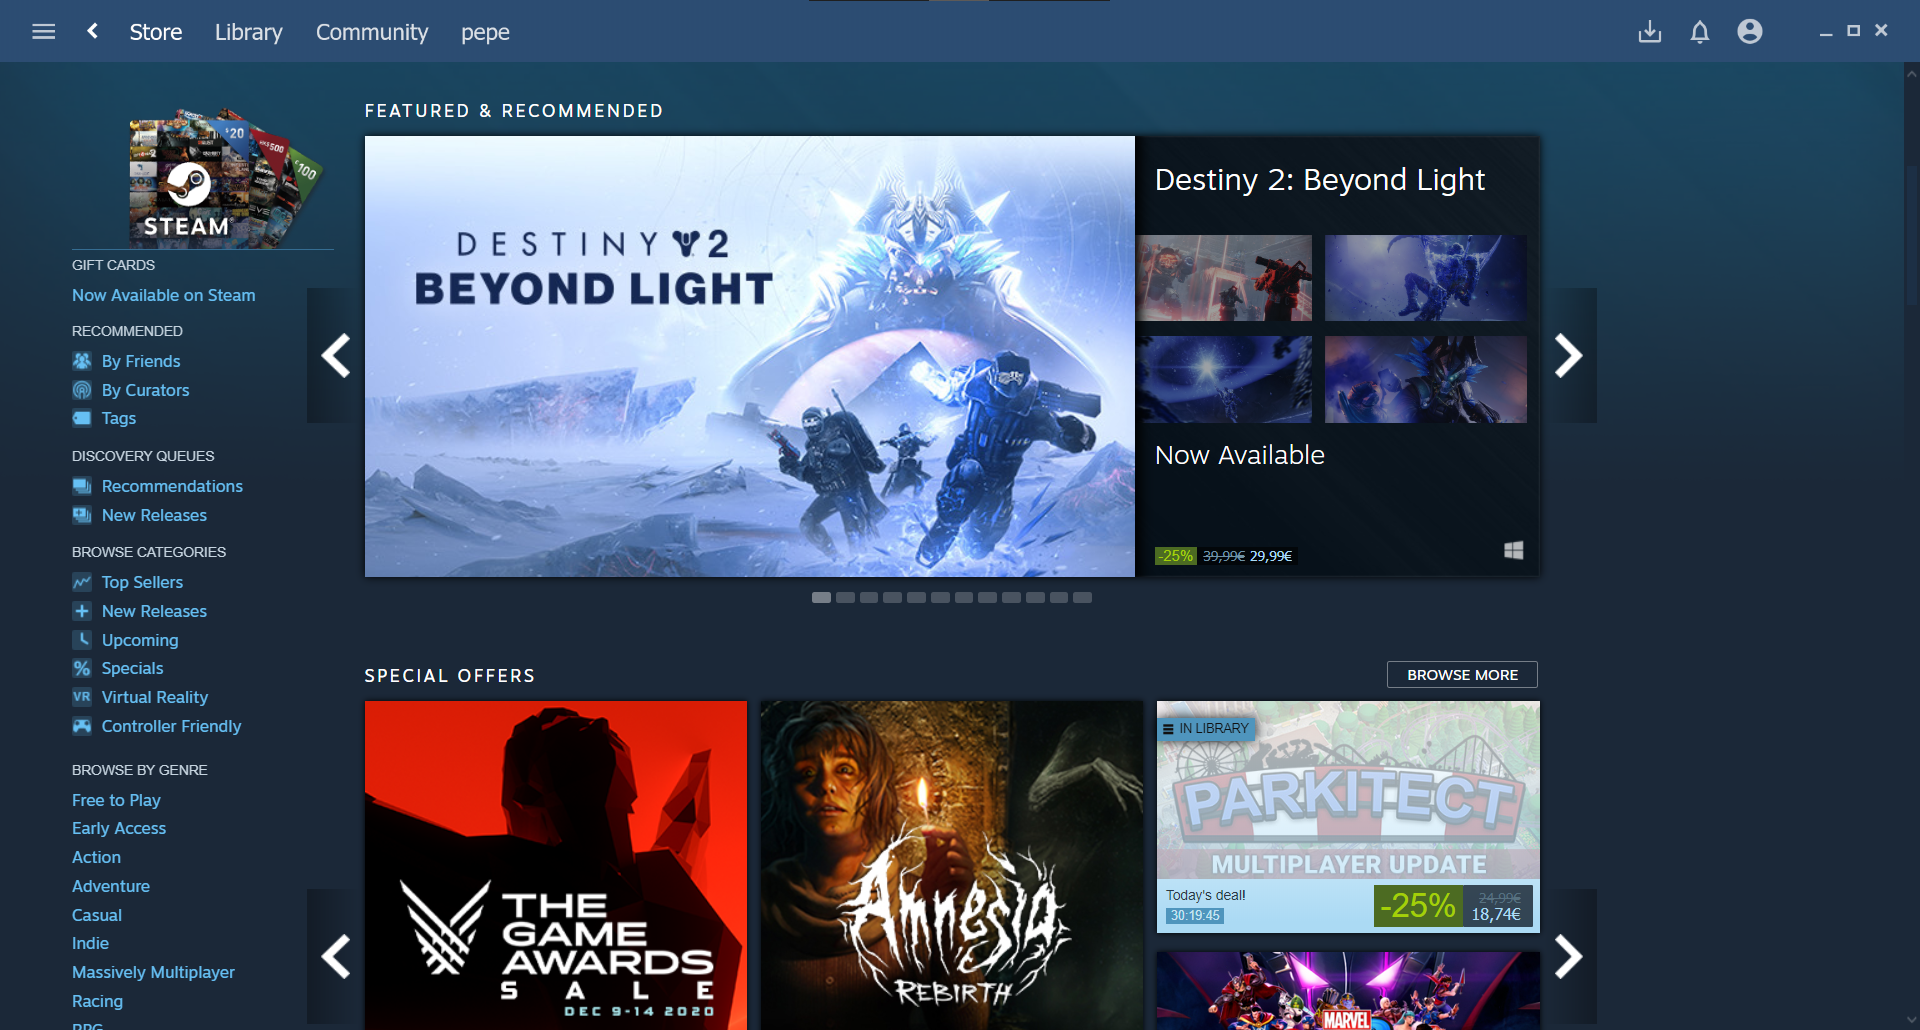 Store
Library
Community
pepe
£20
HK$500
€100
STEAM
GIFT CARDS
Now Available on Steam
RECOMMENDED
By Friends
By Curators
Tags
DISCOVERY QUEUES
Recommendations
New Releases
BROWSE CATEGORIES
Top Sellers
New Releases
Upcoming
% Specials
VR Virtual Reality
Controller Friendly
BROWSE BY GENRE
Free to Play
Early Access
Action
Adventure
Casual
Indie
Massively Multiplayer
Racing
RPG
FEATURED & RECOMMENDED
DESTINY 2
BEYOND LIGHT
Destiny 2: Beyond Light
Now Available
-25% 39,99€ 29,99€
SPECIAL OFFERS
BROWSE MORE
THE
GAME
AWARDS
SALE
DEC 9-14 2020
Amnesia
REBIRTH
IN LIBRARY
PARKITECT
MULTIPLAYER UPDATE
Today's deal!
30:19:45
-25%
24,99€
18,74€
MARVEL